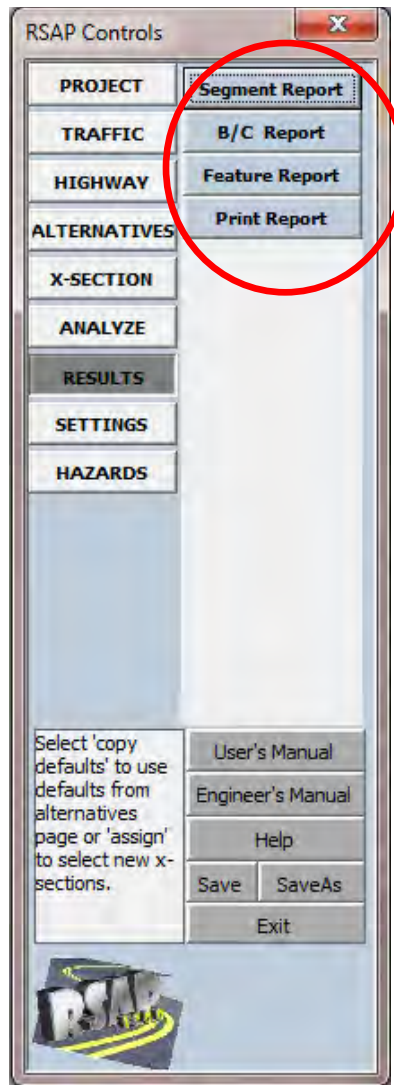 RSAP Controls
X
PROJECT
TRAFFIC
HIGHWAY
ALTERNATIVES
X-SECTION
ANALYZE
RESULTS
SETTINGS
HAZARDS
Segment Report
B/C Report
Feature Report
Print Report
Select 'copy
defaults' to use
defaults from
alternatives
page or 'assign'
to select new x-
sections.
User's Manual
Engineer's Manual
Help
Save SaveAs
Exit
RSAP